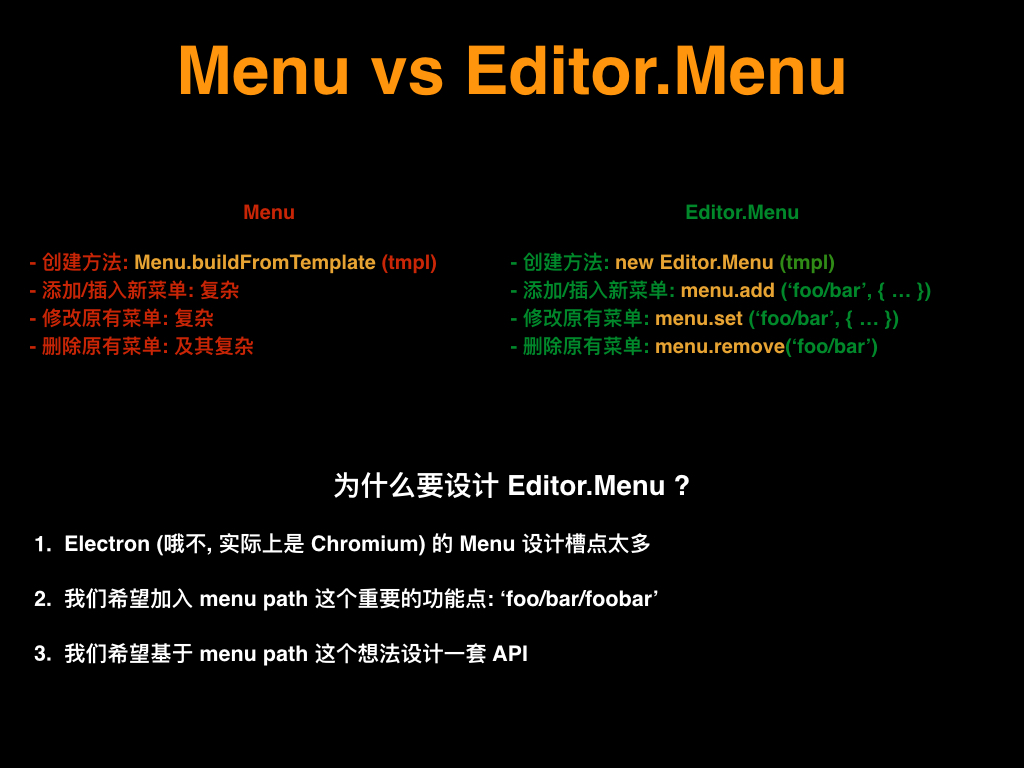 Menu vs Editor.Menu
Menu
- 创建方法: Menu.buildFromTemplate (tmpl)
- 添加/插入新菜单: 复杂
- 修改原有菜单: 复杂
- 删除原有菜单: 及其复杂
Editor.Menu
- 创建方法: new Editor.Menu (tmpl)
- 添加/插入新菜单: menu.add (‘foo/bar’, { … })
- 修改原有菜单: menu.set (‘foo/bar’, { … })
- 删除原有菜单: menu.remove(‘foo/bar’)
为什么要设计 Editor.Menu ?
1. Electron (哦不, 实际上是 Chromium) 的 Menu 设计槽点太多
2. 我们希望加入 menu path 这个重要的功能点: ‘foo/bar/foobar’
3. 我们希望基于 menu path 这个想法设计一套 API